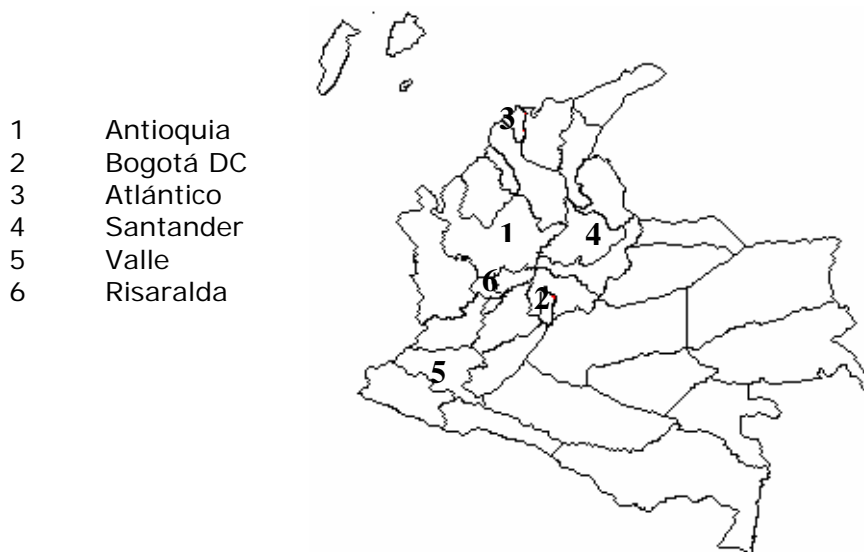 1 Antioquia
2 Bogotá DC
3 Atlántico
4 Santander
5 Valle
6 Risaralda
3
1
4
6
2
5